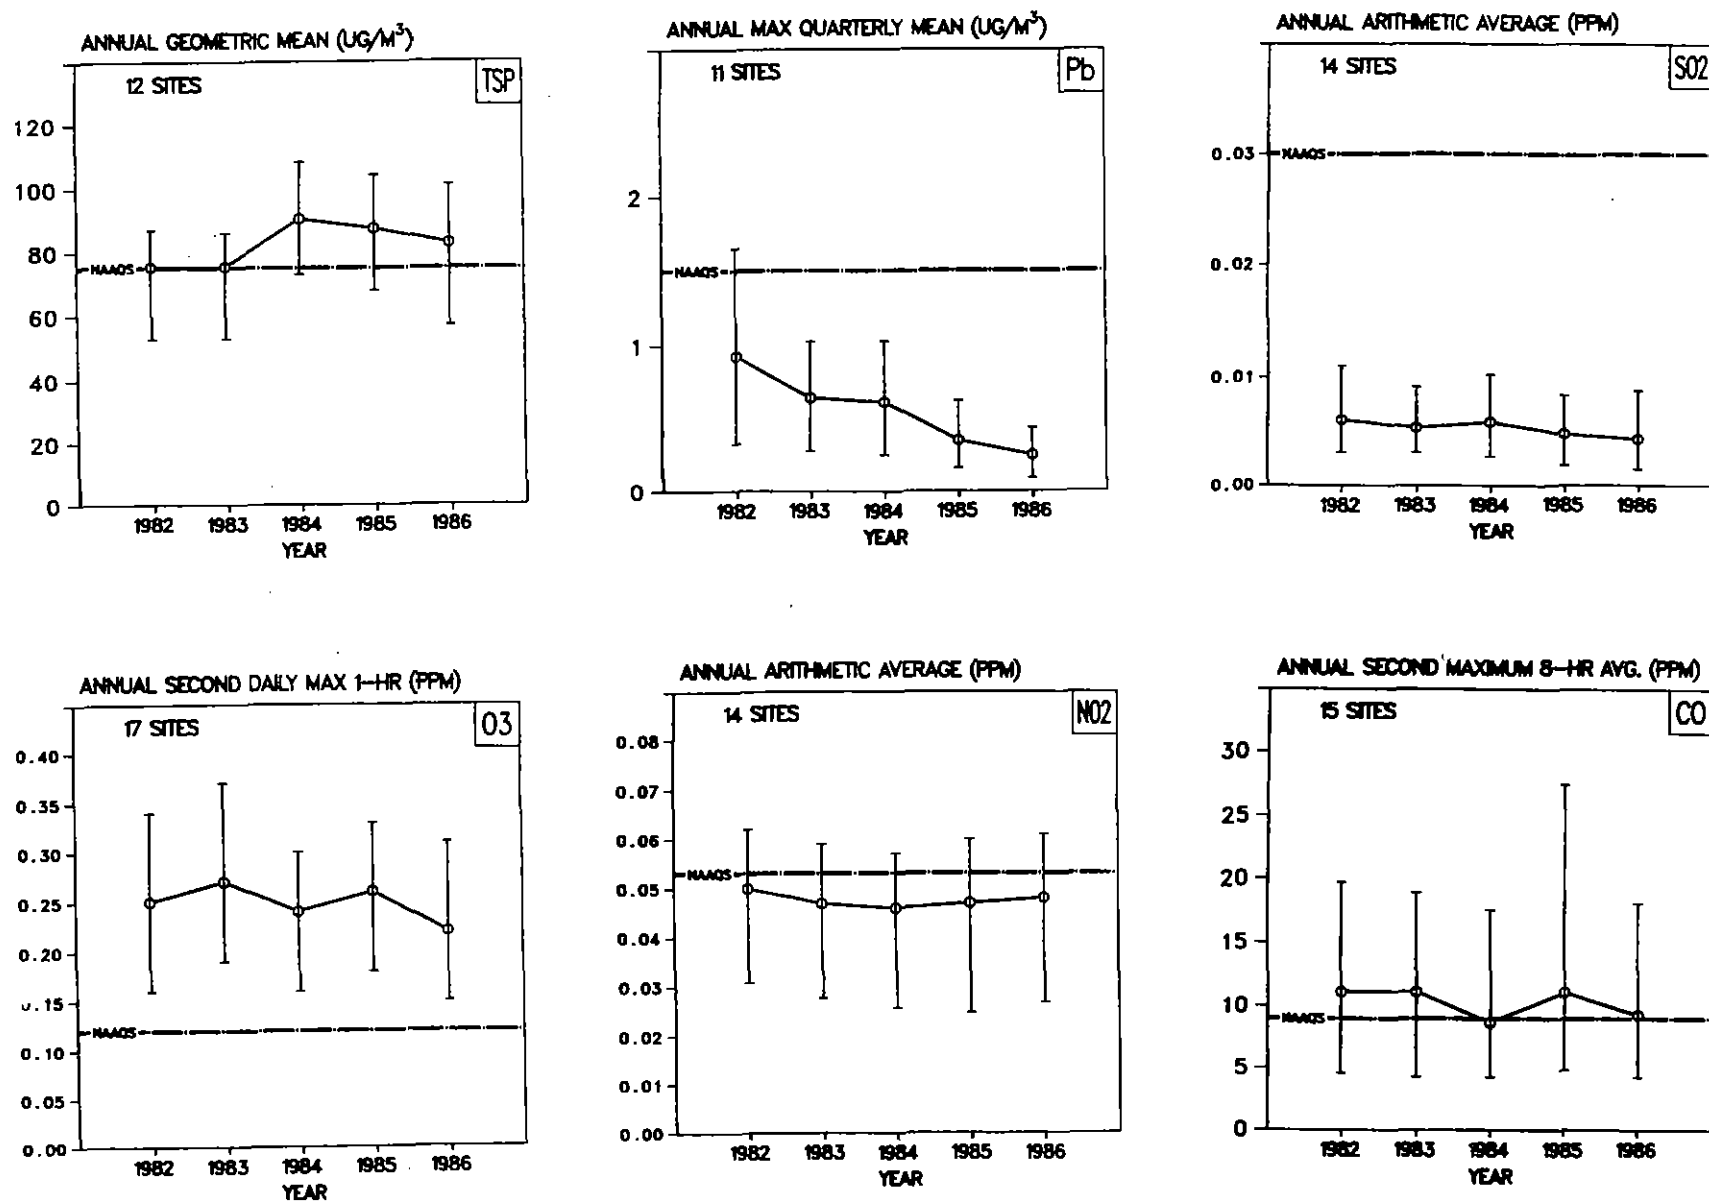 ANNUAL GEOMETRIC MEAN (UG/M³)
12 SITES
TSP
120
100
80
NAAQS
60
40
20
0
1982 1983 1984 1985 1986
YEAR
ANNUAL MAX QUARTERLY MEAN (UG/M³)
11 SITES
Pb
2
NAAQS
1
0
1982 1983 1984 1985 1986
YEAR
ANNUAL ARITHMETIC AVERAGE (PPM)
14 SITES
SO2
0.03
NAAQS
0.02
0.01
0.00
1982 1983 1984 1985 1986
YEAR
ANNUAL SECOND DAILY MAX 1-HR (PPM)
17 SITES
O3
0.40
0.35
0.30
0.25
0.20
0.15
NAAQS
0.10
0.05
0.00
1982 1983 1984 1985 1986
YEAR
ANNUAL ARITHMETIC AVERAGE (PPM)
14 SITES
NO2
0.08
0.07
0.06
NAAQS
0.05
0.04
0.03
0.02
0.01
0.00
1982 1983 1984 1985 1986
YEAR
ANNUAL SECOND MAXIMUM 8-HR AVG. (PPM)
15 SITES
CO
30
25
20
15
10
NAAQS
5
0
1982 1983 1984 1985 1986
YEAR